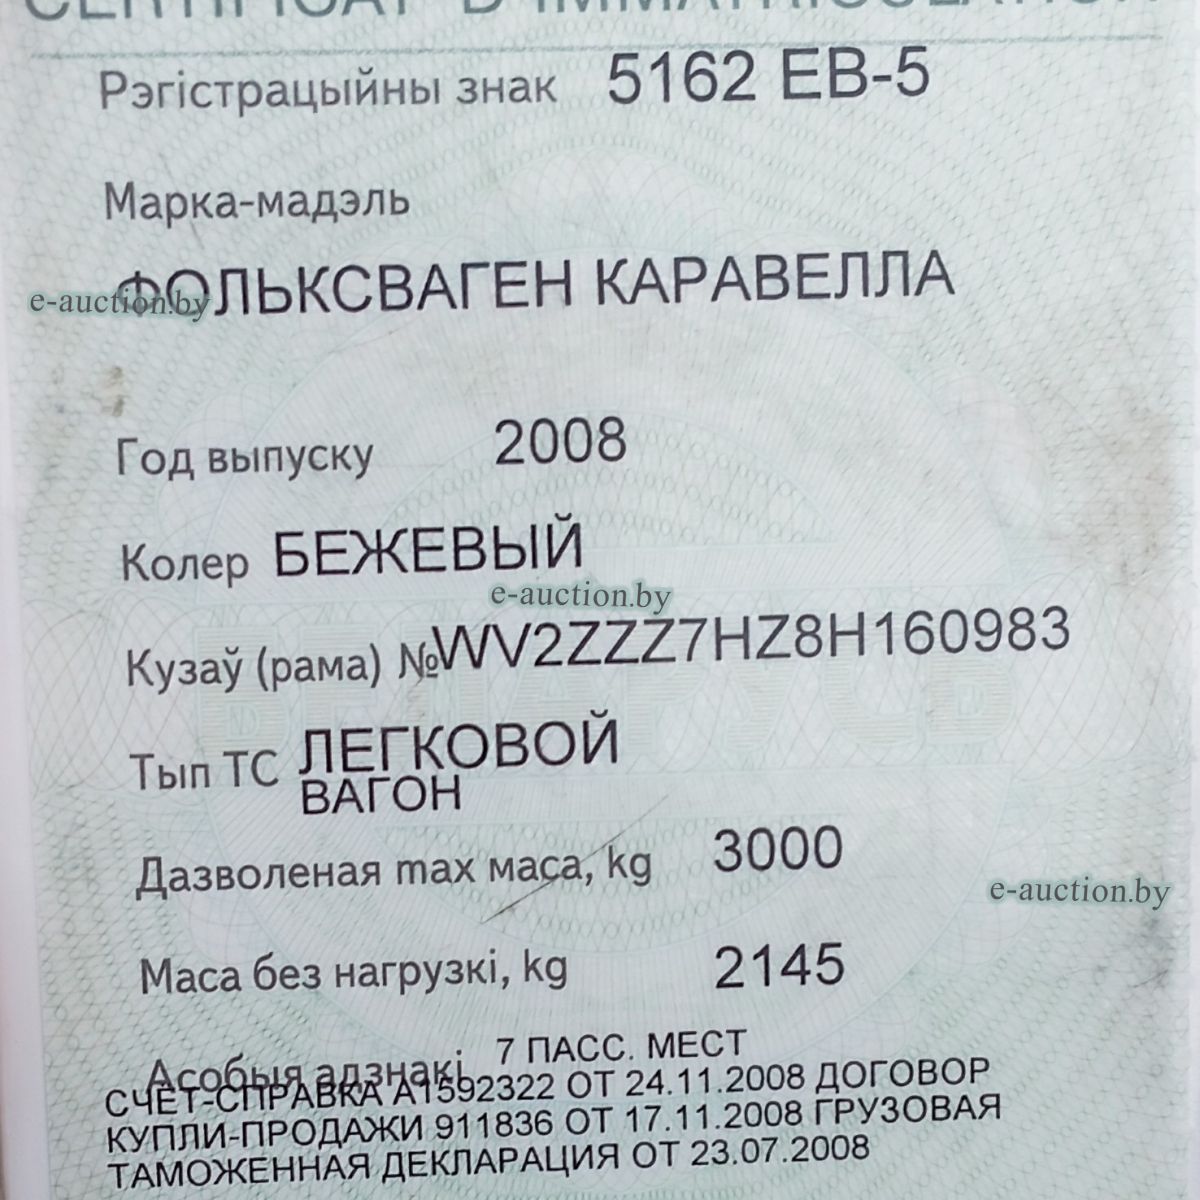 CERTIFICAT D'IMMATRICULATION
Рэгістрацыйны знак 5162 ЕВ-5
Марка-мадэль
ФОЛЬКСВАГЕН КАРАВЕЛЛА
e-auction.by
Год выпуску 2008
Колер БЕЖЕВЫЙ
e-auction.by
Кузаў (рама) №WV2ZZZ7HZ8H160983
Тып ТС ЛЕГКОВОЙ
ВАГОН
Дазволеная max маса, kg 3000
e-auction.by
Маса без нагрузкі, kg 2145
Асобыя адзнакі 7 ПАСС. МЕСТ
СЧЕТ-СПРАВКА А1592322 ОТ 24.11.2008 ДОГОВОР
КУПЛИ-ПРОДАЖИ 911836 ОТ 17.11.2008 ГРУЗОВАЯ
ТАМОЖЕННАЯ ДЕКЛАРАЦИЯ ОТ 23.07.2008
БЕЛАРУСЬ